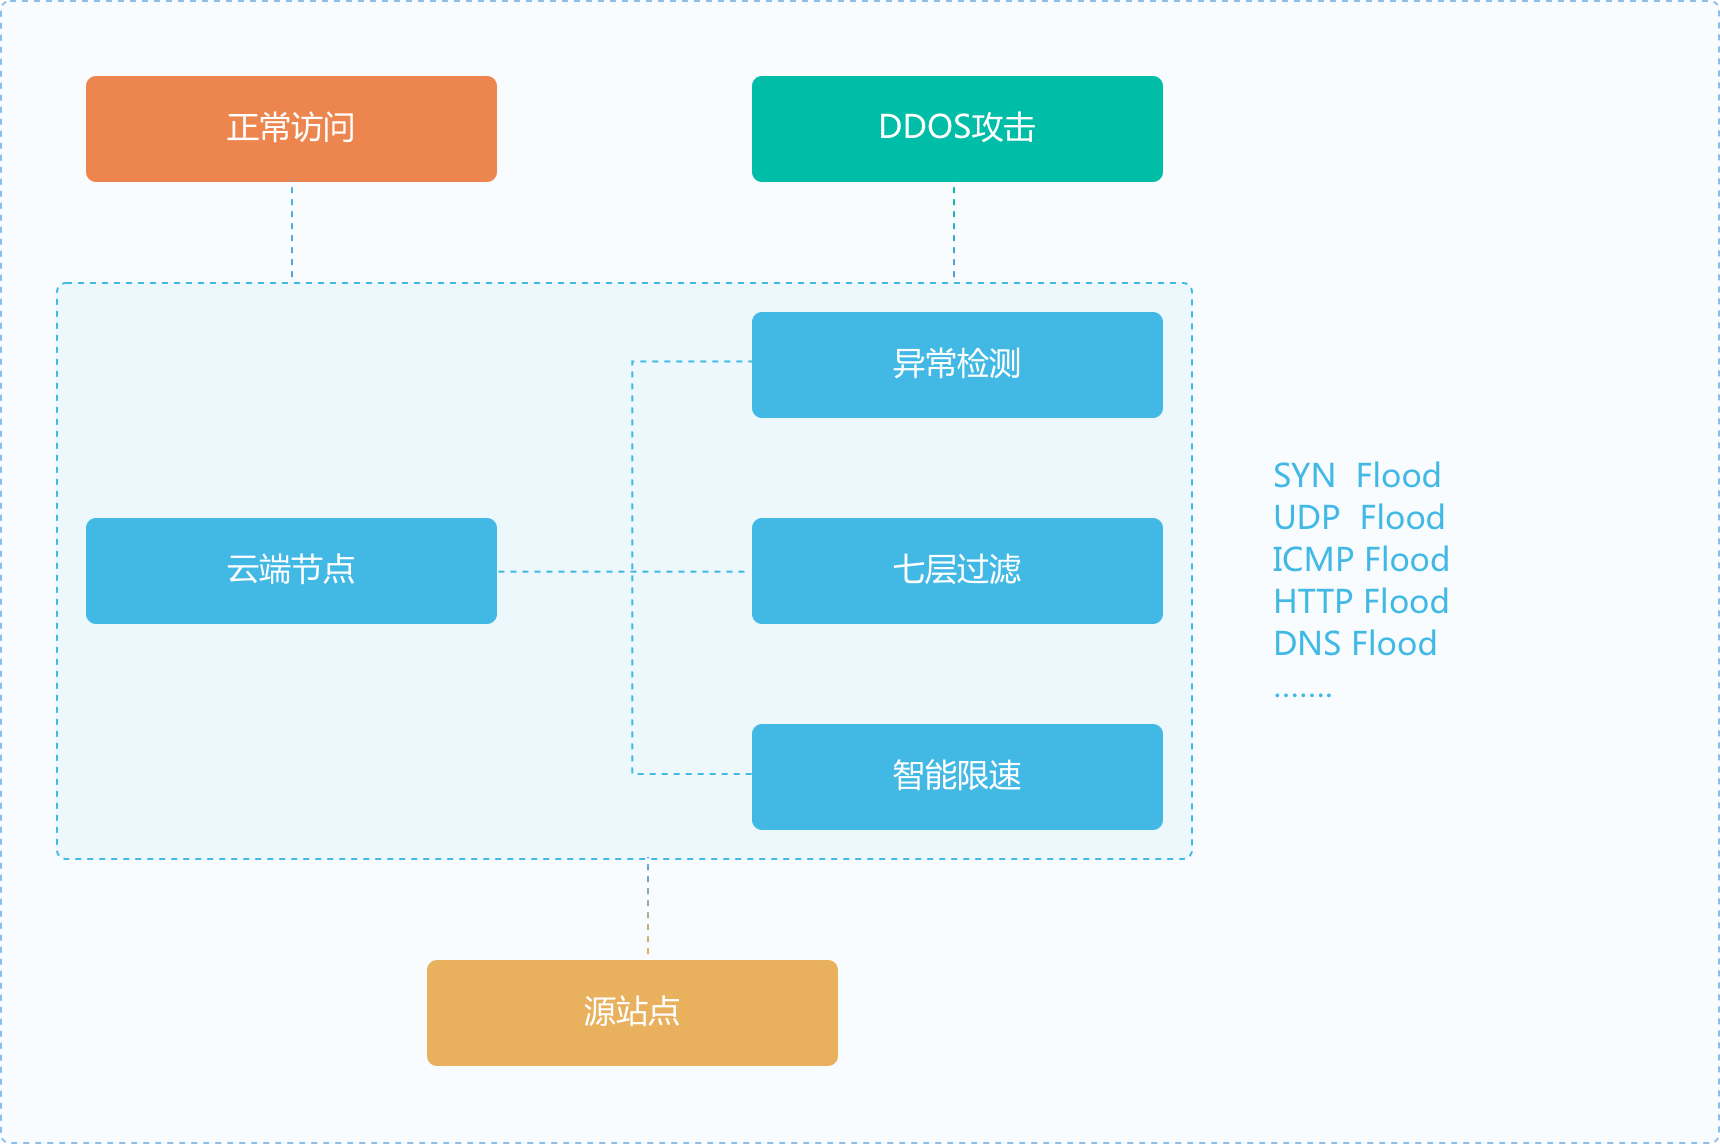 正常访问
DDOS攻击
异常检测
云端节点
七层过滤
智能限速
SYN  Flood
UDP  Flood
ICMP Flood
HTTP Flood
DNS Flood
.......
源站点